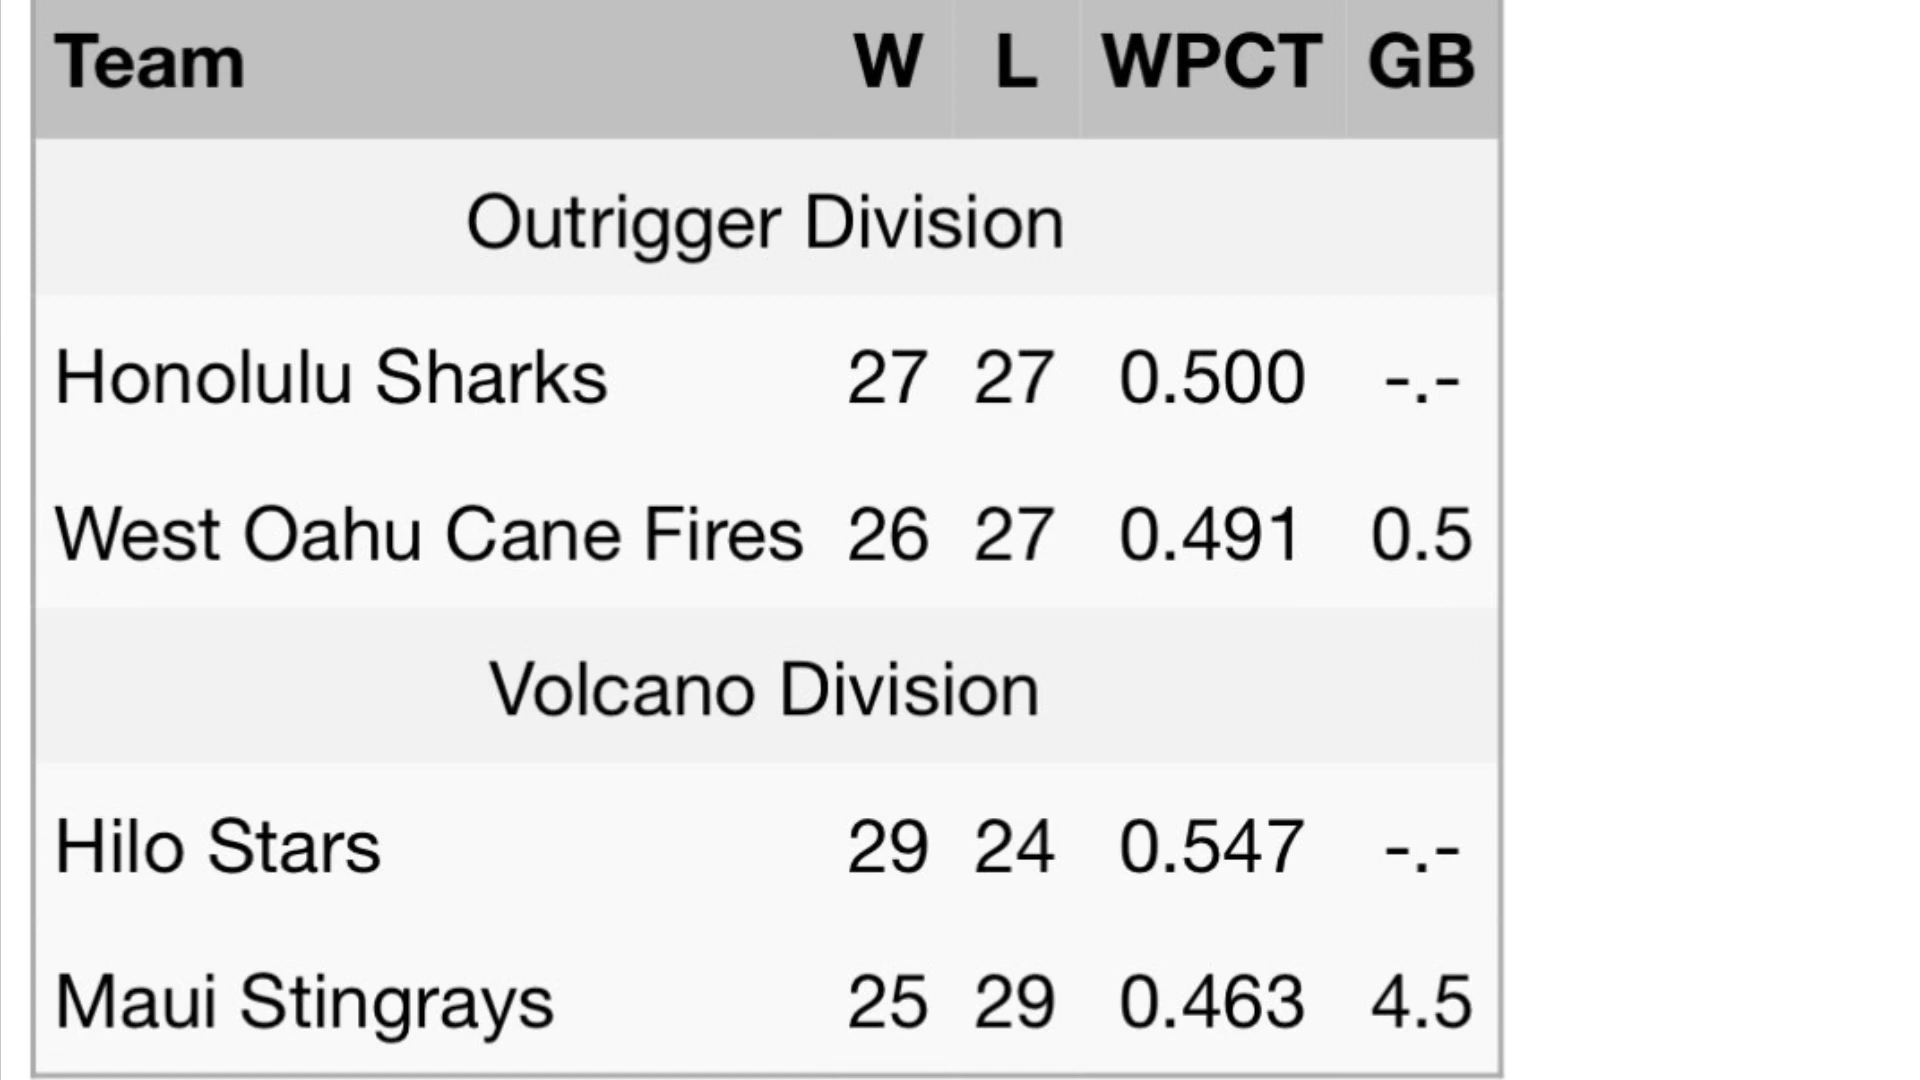 Team W L WPCT GB
Outrigger Division
Honolulu Sharks 27 27 0.500 -.-
West Oahu Cane Fires 26 27 0.491 0.5
Volcano Division
Hilo Stars 29 24 0.547 -.-
Maui Stingrays 25 29 0.463 4.5